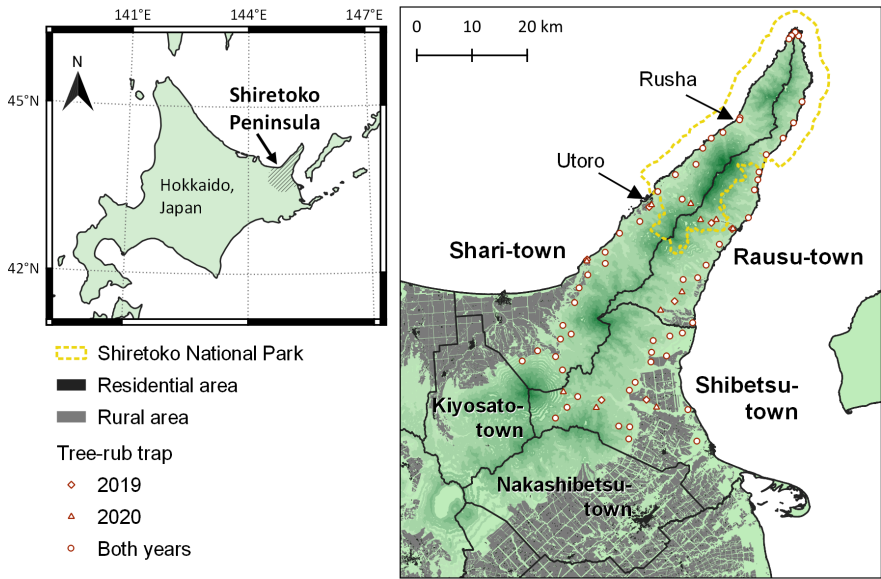 141°E
144°E
147°E
N
45°N
42°N
Shiretoko
Peninsula
Hokkaido,
Japan
Shiretoko National Park
Residential area
Rural area
Tree-rub trap
2019
2020
Both years
0
10
20 km
Rusha
Utoro
Shari-town
Rausu-town
Shibetsu-
town
Kiyosato-
town
Nakashibetsu-
town